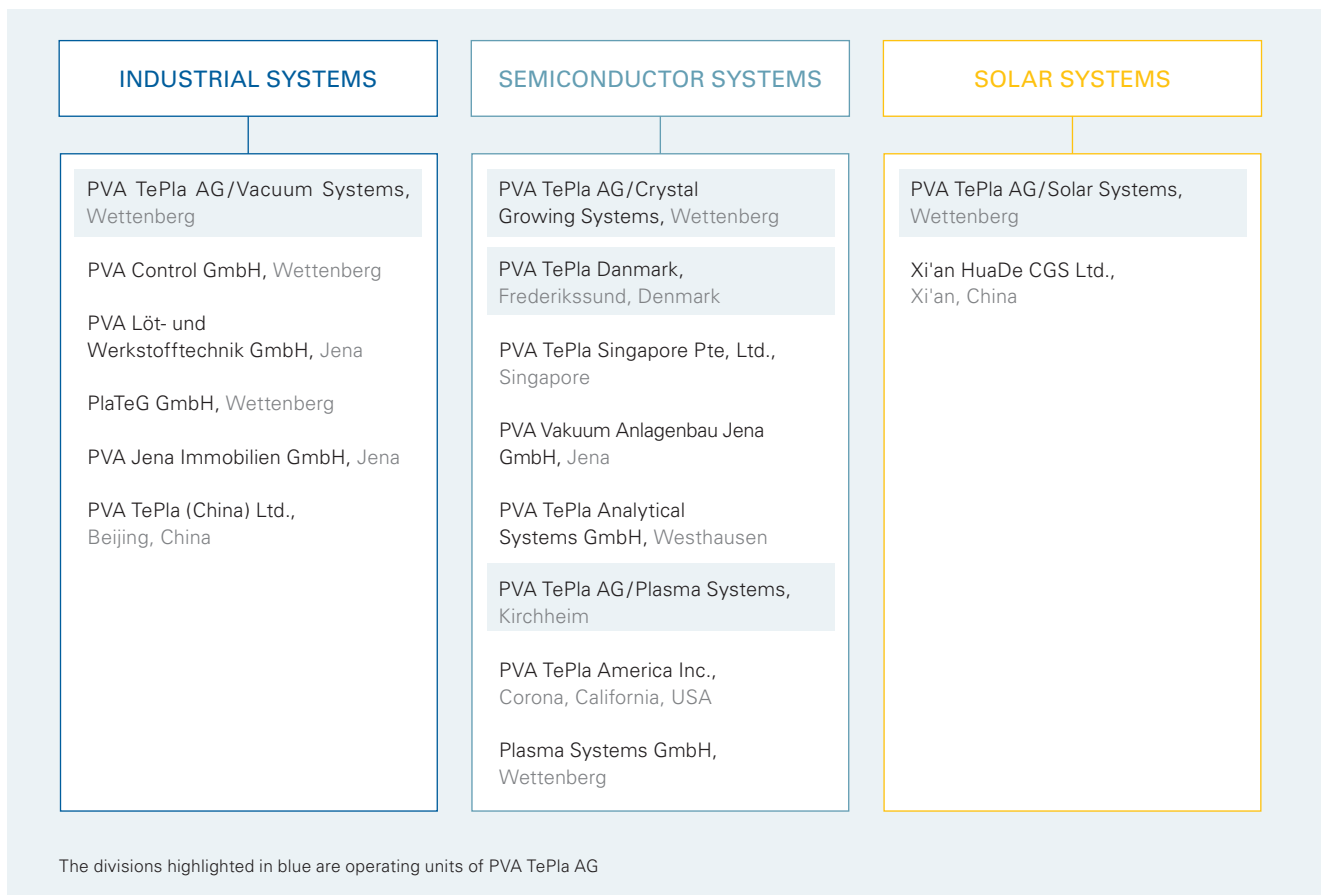 INDUSTRIAL SYSTEMS
PVA TePla AG/Vacuum Systems,
Wettenberg
PVA Control GmbH, Wettenberg
PVA Löt- und
Werkstofftechnik GmbH, Jena
PlaTeG GmbH, Wettenberg
PVA Jena Immobilien GmbH, Jena
PVA TePla (China) Ltd.,
Beijing, China
SEMICONDUCTOR SYSTEMS
PVA TePla AG/Crystal
Growing Systems, Wettenberg
PVA TePla Danmark,
Frederikssund, Denmark
PVA TePla Singapore Pte, Ltd.,
Singapore
PVA Vakuum Anlagenbau Jena
GmbH, Jena
PVA TePla Analytical
Systems GmbH, Westhausen
PVA TePla AG/Plasma Systems,
Kirchheim
PVA TePla America Inc.,
Corona, California, USA
Plasma Systems GmbH,
Wettenberg
SOLAR SYSTEMS
PVA TePla AG/Solar Systems,
Wettenberg
Xi'an HuaDe CGS Ltd.,
Xi'an, China
The divisions highlighted in blue are operating units of PVA TePla AG